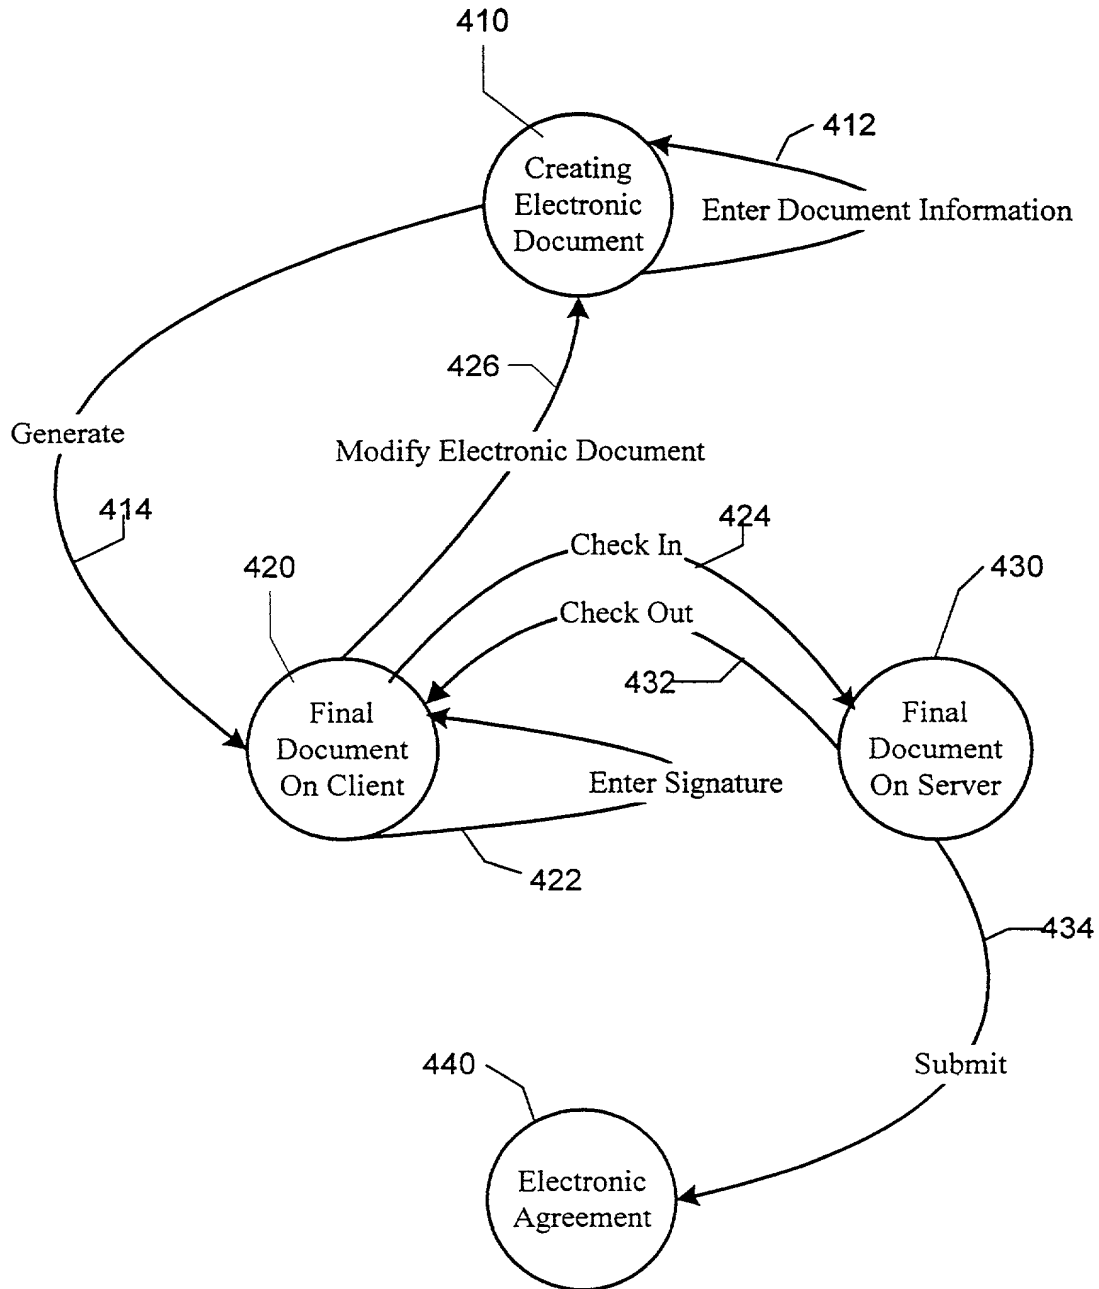 410
412
Creating
Electronic
Document
Enter Document Information
426
Generate
Modify Electronic Document
414
424
Check In
420
430
Check Out
432
Final
Document
On Client
Final
Document
On Server
Enter Signature
422
434
Submit
440
Electronic
Agreement